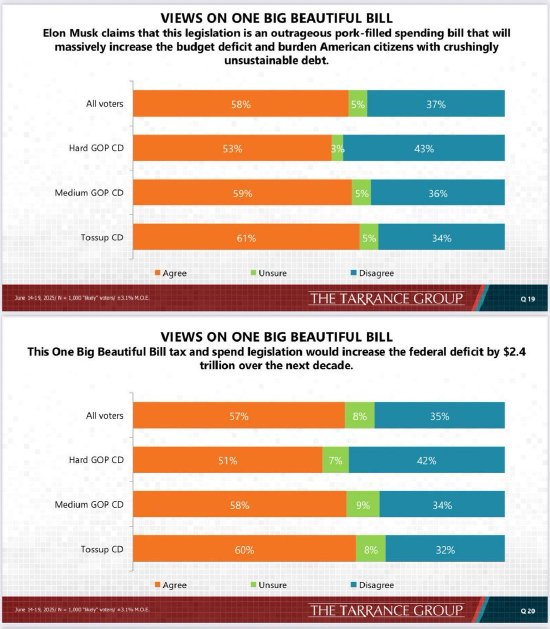 VIEWS ON ONE BIG BEAUTIFUL BILL
Elon Musk claims that this legislation is an outrageous pork-filled spending bill that will
massively increase the budget deficit and burden American citizens with crushingly
unsustainable debt.
All voters 58% 5% 37%
Hard GOP CD 53% 3% 43%
Medium GOP CD 59% 5% 36%
Tossup CD 61% 5% 34%
Agree Unsure Disagree
June 14-19, 2025/ N = 1,000 "likely" voters/ ±3.1% M.O.E. THE TARRANCE GROUP Q 19
VIEWS ON ONE BIG BEAUTIFUL BILL
This One Big Beautiful Bill tax and spend legislation would increase the federal deficit by $2.4
trillion over the next decade.
All voters 57% 8% 35%
Hard GOP CD 51% 7% 42%
Medium GOP CD 58% 9% 34%
Tossup CD 60% 8% 32%
Agree Unsure Disagree
June 14-19, 2025/ N = 1,000 "likely" voters/ ±3.1% M.O.E. THE TARRANCE GROUP Q 20